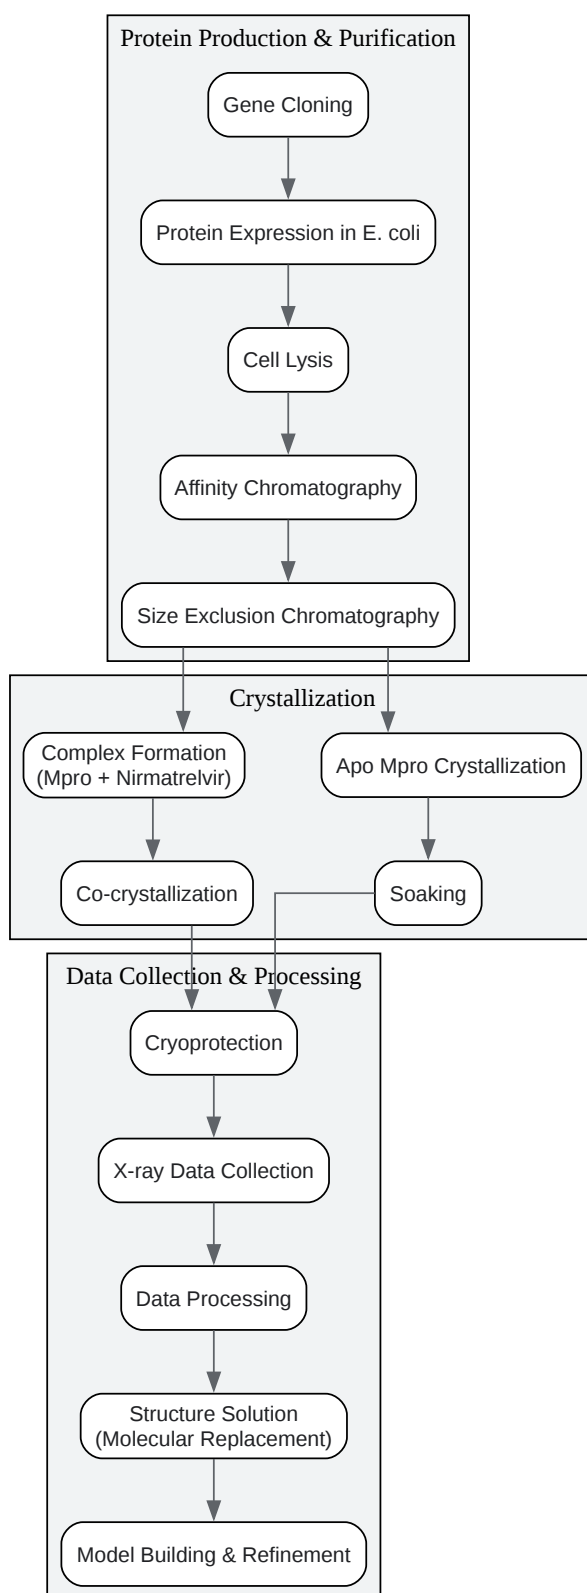 Protein Production & Purification
Gene Cloning
Protein Expression in E. coli
Cell Lysis
Affinity Chromatography
Size Exclusion Chromatography
Crystallization
Complex Formation
(Mpro + Nirmatrelvir)
Apo Mpro Crystallization
Co-crystallization
Soaking
Data Collection & Processing
Cryoprotection
X-ray Data Collection
Data Processing
Structure Solution
(Molecular Replacement)
Model Building & Refinement